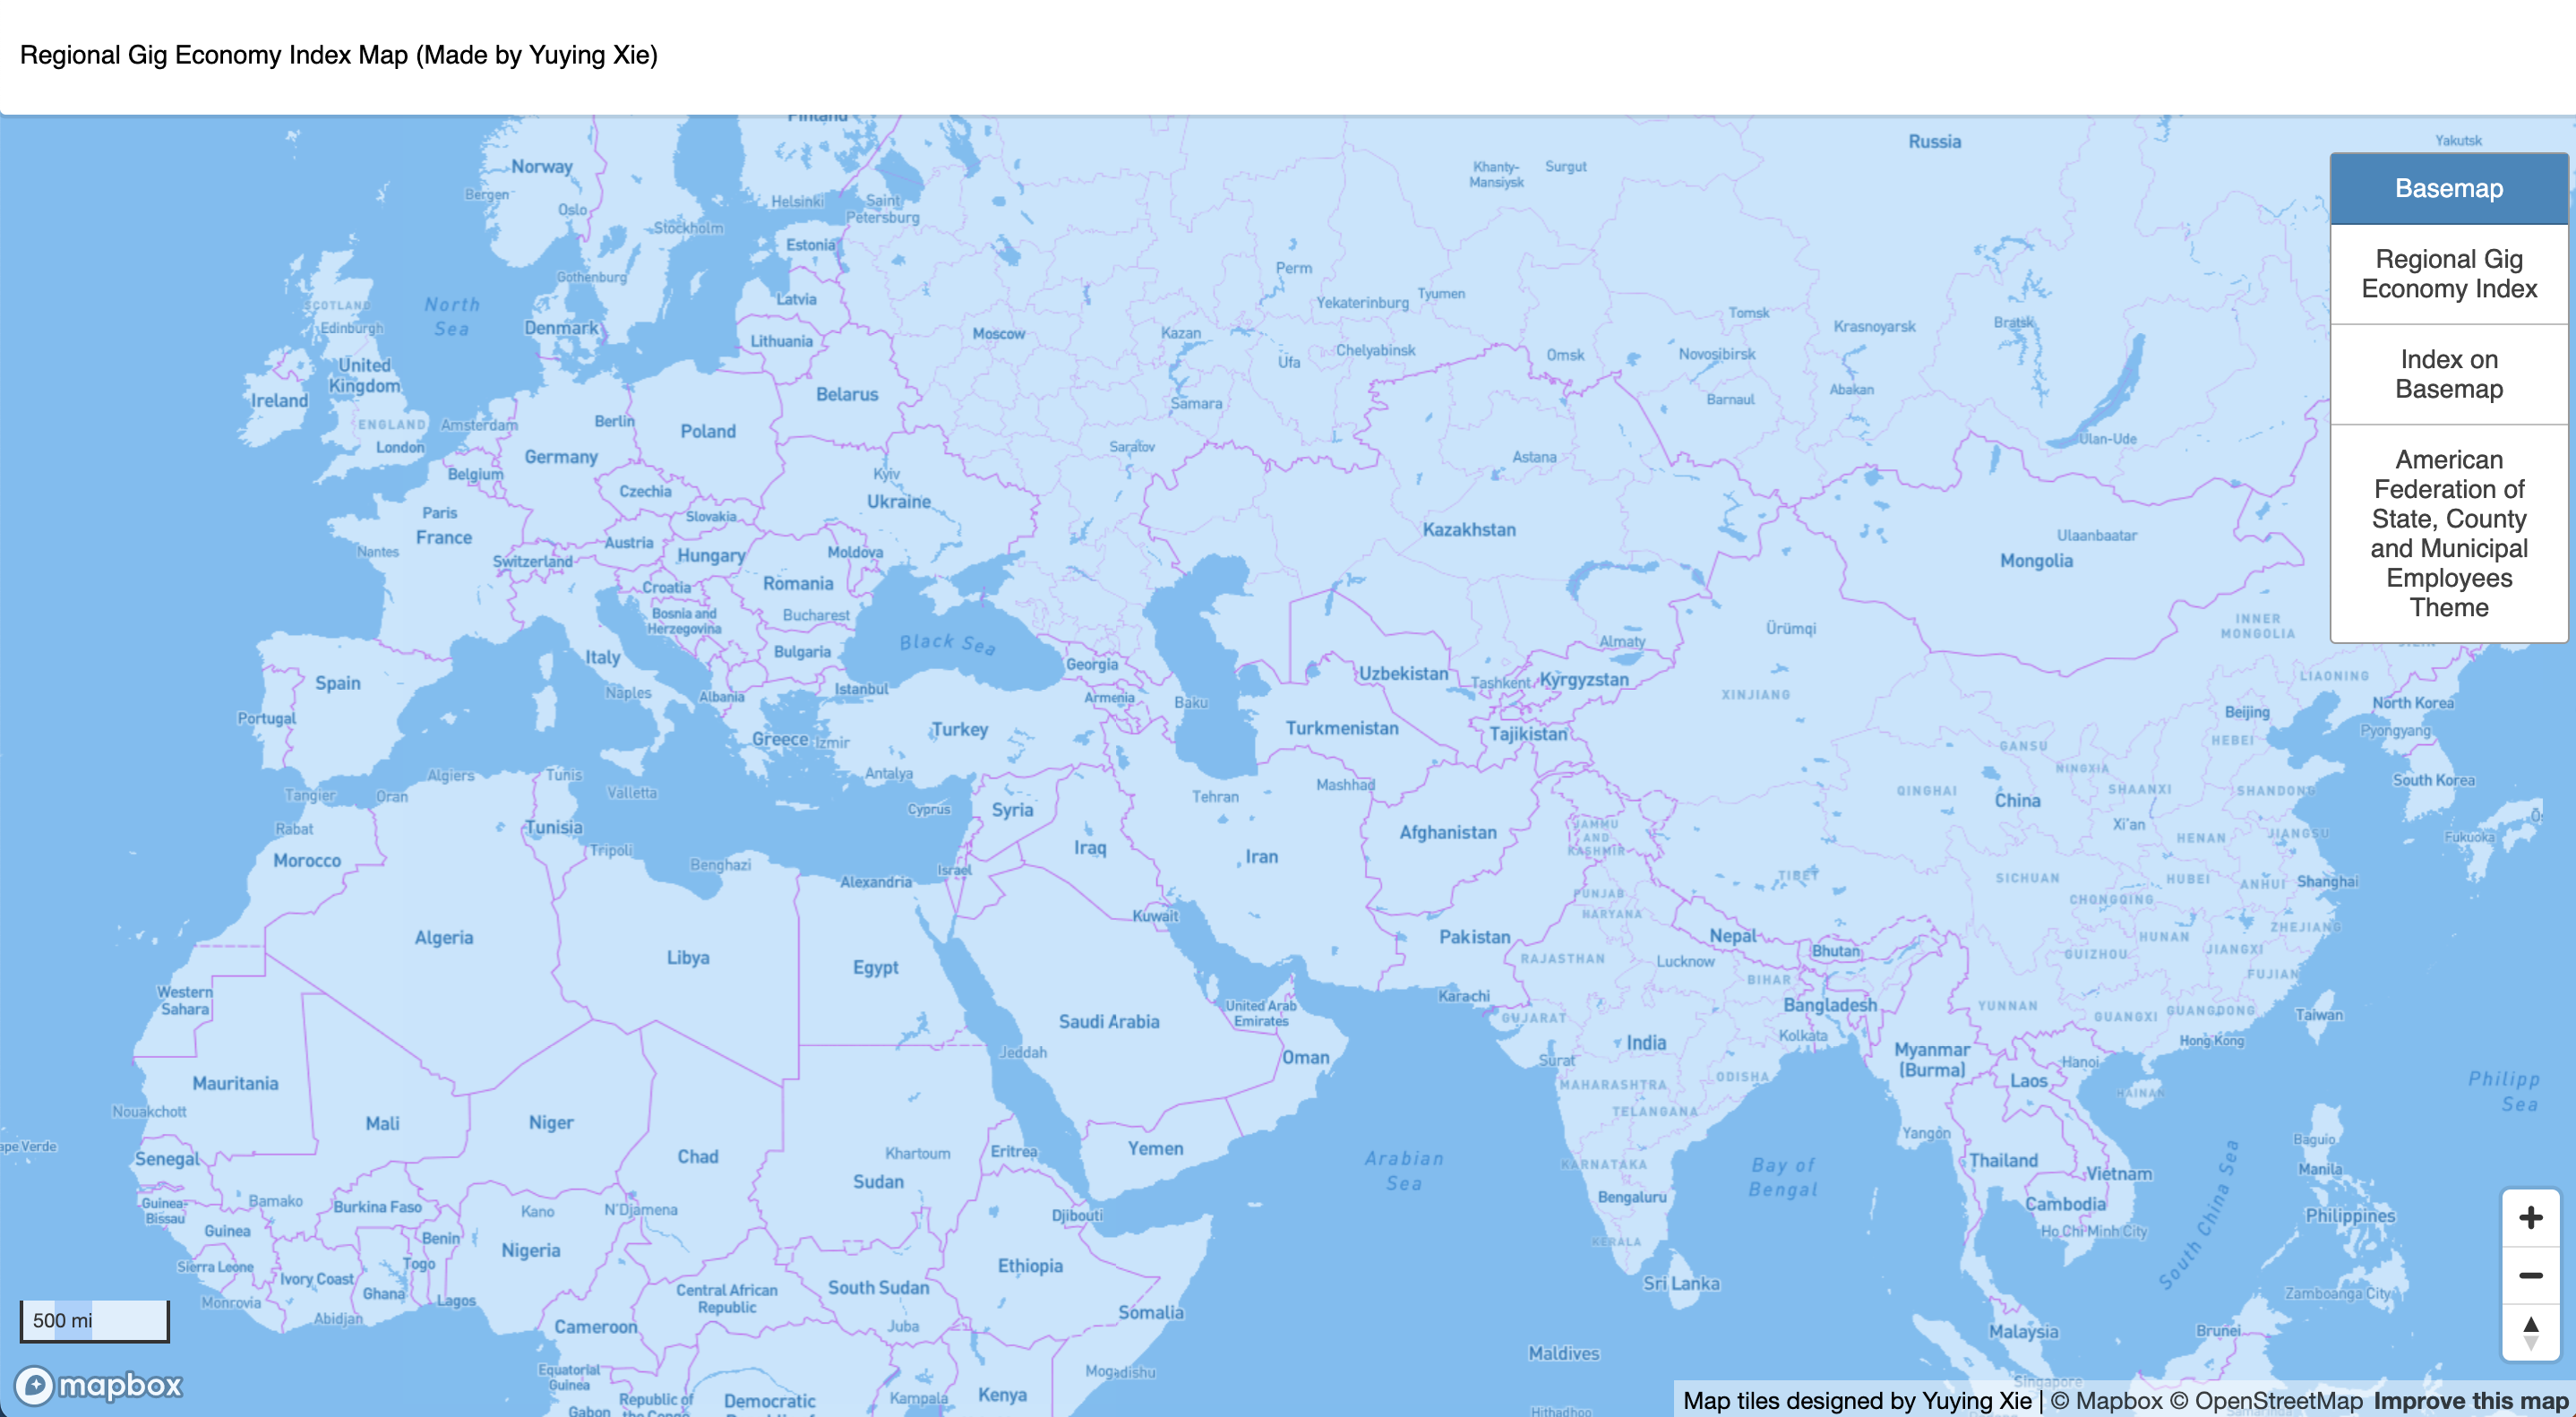 Regional Gig Economy Index Map (Made by Yuying Xie)
Finland
Norway
Russia
Yakutsk
Khanty-
Mansiysk
Surgut
Bergen
Oslo
Helsinki
Saint
Petersburg
Stockholm
Estonia
Basemap
Regional Gig
Economy Index
Index on
Basemap
American
Federation of
State, County
and Municipal
Employees
Theme
Gothenburg
Perm
SCOTLAND
Edinburgh
North
Sea
Latvia
Yekaterinburg
Tyumen
Denmark
Lithuania
Moscow
Kazan
Tomsk
Krasnoyarsk
Bratsk
Ufa
Chelyabinsk
Omsk
Novosibirsk
United
Kingdom
Ireland
Belarus
Samara
Barnaul
Abakan
ENGLAND
London
Amsterdam
Berlin
Poland
Saratov
Ulan-Ude
Germany
Astana
Belgium
Kyiv
Ukraine
Czechia
Paris
France
Slovakia
Kazakhstan
Ulaanbaatar
Mongolia
Nantes
Switzerland
Austria
Hungary
Moldova
Croatia
Romania
Bosnia and
Herzegovina
Bucharest
Black Sea
Bulgaria
Italy
Georgia
Almaty
Ürümqi
INNER
MONGOLIA
Spain
Naples
Albania
Istanbul
Armenia
Baku
Uzbekistan
Tashkent
Kyrgyzstan
XINJIANG
LIAONING
North Korea
Beijing
Portugal
Greece
Izmir
Turkey
Turkmenistan
Tajikistan
GANSU
HEBEI
Pyongyang
Algiers
Tunis
Antalya
Mashhad
NINGXIA
South Korea
Tangier
Oran
Valletta
Cyprus
Syria
Tehran
QINGHAI
China
SHAANXI
SHANDONG
Rabat
Tunisia
Afghanistan
JAMMU
AND
KASHMIR
Xi'an
HENAN
JIANGSU
Fukuoka
Morocco
Tripoli
Benghazi
Israel
Iraq
Iran
Alexandria
TIBET
SICHUAN
HUBEI
ANHUI
Shanghai
PUNJAB
HARYANA
CHONGQING
Kuwait
Algeria
Libya
Egypt
Pakistan
Nepal
Bhutan
HUNAN
JIANGXI
ZHEJIANG
RAJASTHAN
Lucknow
GUIZHOU
BIHAR
FUJIAN
Western
Sahara
Karachi
United Arab
Emirates
Bangladesh
YUNNAN
GUANGXI
GUANGDONG
Taiwan
GUJARAT
Saudi Arabia
India
Kolkata
Hong Kong
Jeddah
Oman
Surat
Myanmar
(Burma)
Hanoi
Laos
Mauritania
MAHARASHTRA
ODISHA
HAINAN
Philipp
Sea
Nouakchott
Mali
Niger
TELANGANA
Yangon
Baguio
ape Verde
Senegal
Chad
Khartoum
Eritrea
Yemen
Arabian
Sea
KARNATAKA
Bay of
Bengal
Thailand
Vietnam
Manila
Sudan
Guinea-
Bissau
Bamako
Burkina Faso
Kano
N'Djamena
Djibouti
Bengaluru
Cambodia
Philippines
Guinea
Benin
Nigeria
KERALA
Ho Chi Minh City
South China Sea
Sierra Leone
Ivory Coast
Togo
Ghana
Ethiopia
Sri Lanka
Central African
Republic
South Sudan
Monrovia
Abidjan
Lagos
Zamboanga City
500 mi
Cameroon
Juba
Somalia
Malaysia
Brunei
Maldives
Equatorial
Guinea
Mogadishu
mapbox
Republic of
the Congo
Gabon
Democratic
Kampala
Kenya
Singapore
Hithadhoo
Map tiles designed by Yuying Xie | © Mapbox © OpenStreetMap Improve this map